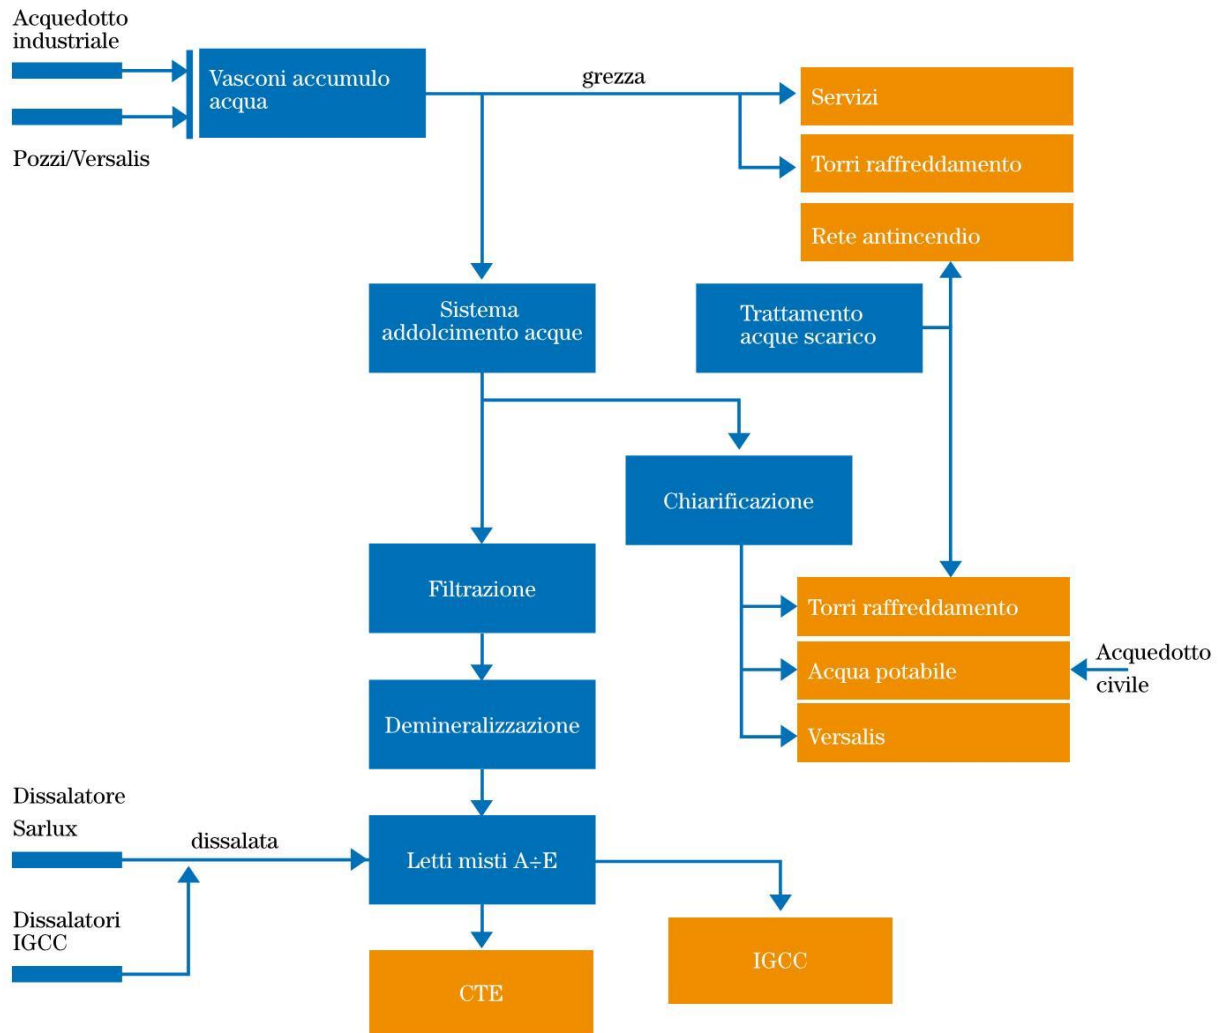 Acquedotto
industriale
Vasconi accumulo
acqua
grezza
Servizi
Pozzi/Versalis
Torri raffreddamento
Rete antincendio
Sistema
addolcimento acque
Trattamento
acque scarico
Chiarificazione
Filtrazione
Torri raffreddamento
Acqua potabile
Acquedotto
civile
Versalis
Demineralizzazione
Dissalatore
Sarlux
dissalata
Letti misti A÷E
Dissalatori
IGCC
IGCC
CTE